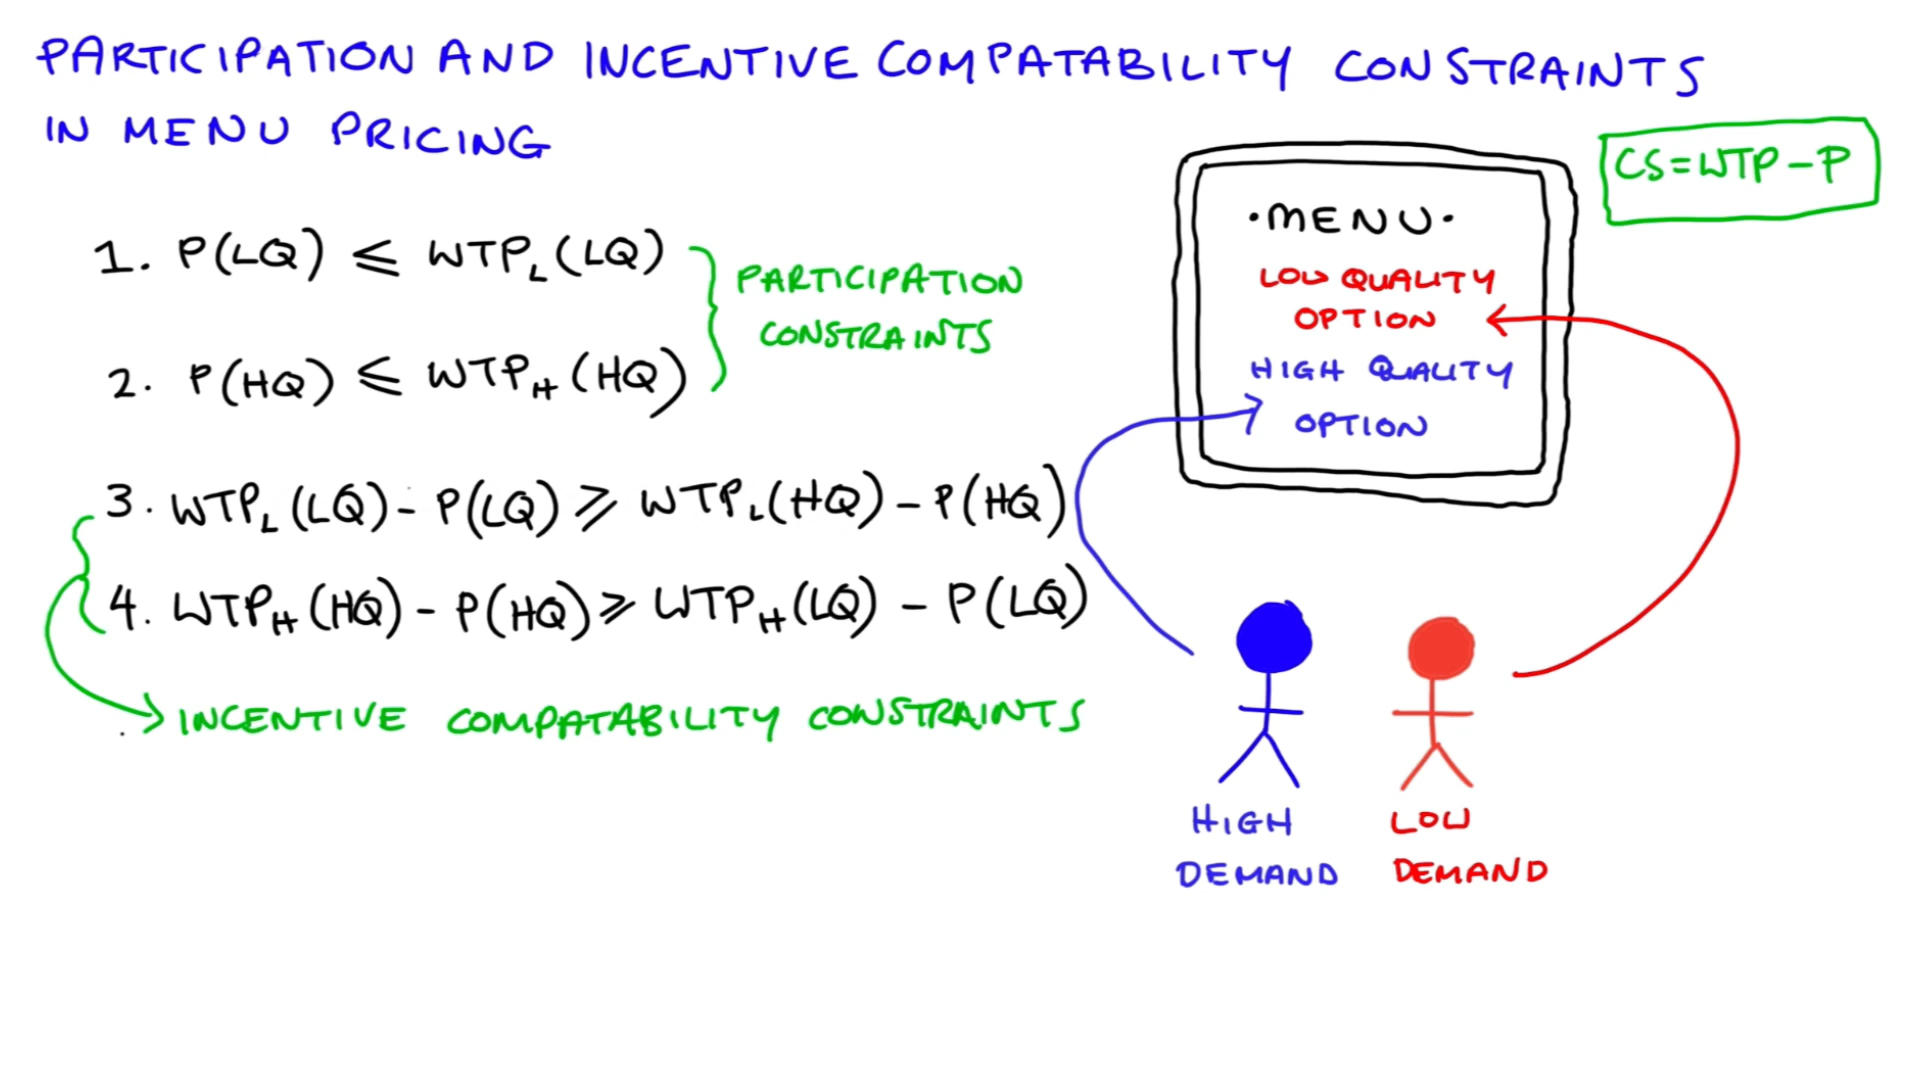 PARTICIPATION AND INCENTIVE COMPATABILITY CONSTRAINTS
IN MENU PRICING
CS=WTP-P
1. P(LQ) ⩽ WTP_L(LQ)
2. P(HQ) ⩽ WTP_H(HQ)
PARTICIPATION
CONSTRAINTS
3. WTP_L(LQ) - P(LQ) ⩾ WTP_L(HQ) - P(HQ)
4. WTP_H(HQ) - P(HQ) ⩾ WTP_H(LQ) - P(LQ)
INCENTIVE COMPATABILITY CONSTRAINTS
·MENU·
LOW QUALITY
OPTION
HIGH QUALITY
OPTION
HIGH
DEMAND
LOW
DEMAND